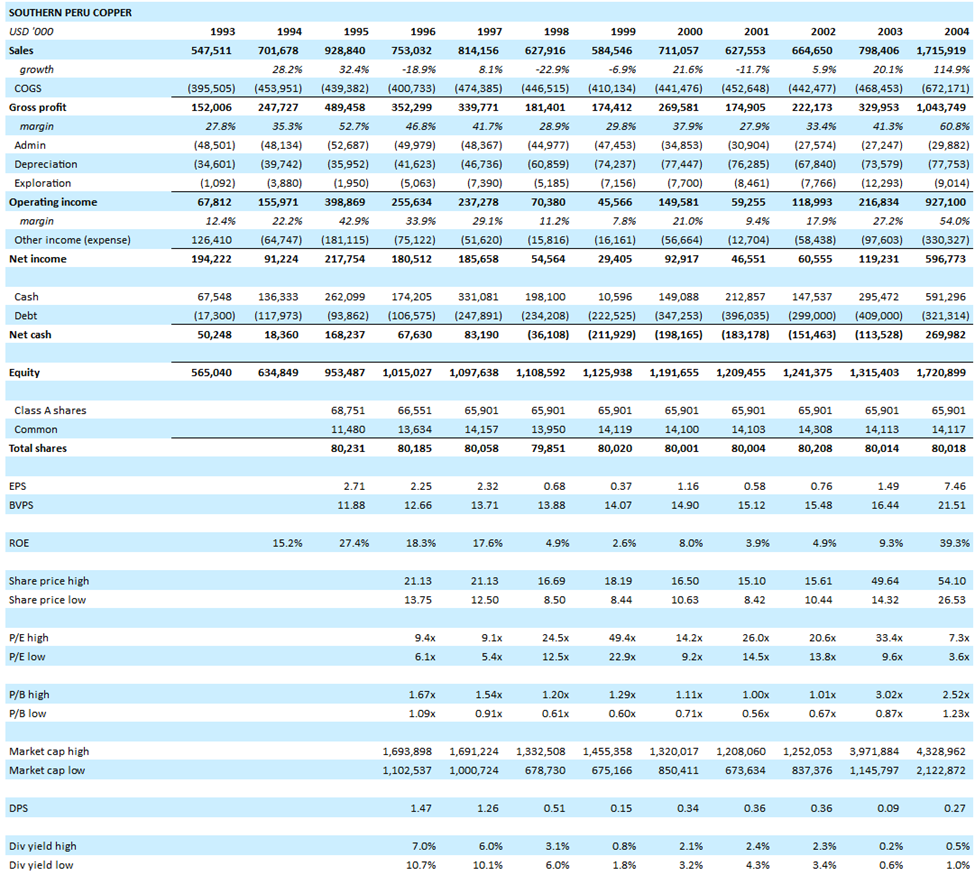 SOUTHERN PERU COPPER
USD '000 1993 1994 1995 1996 1997 1998 1999 2000 2001 2002 2003 2004
Sales 547,511 701,678 928,840 753,032 814,156 627,916 584,546 711,057 627,553 664,650 798,406 1,715,919
growth 28.2% 32.4% -18.9% 8.1% -22.9% -6.9% 21.6% -11.7% 5.9% 20.1% 114.9%
COGS (395,505) (453,951) (439,382) (400,733) (474,385) (446,515) (410,134) (441,476) (452,648) (442,477) (468,453) (672,171)
Gross profit 152,006 247,727 489,458 352,299 339,771 181,401 174,412 269,581 174,905 222,173 329,953 1,043,749
margin 27.8% 35.3% 52.7% 46.8% 41.7% 28.9% 29.8% 37.9% 27.9% 33.4% 41.3% 60.8%
Admin (48,501) (48,134) (52,687) (49,979) (48,367) (44,977) (47,453) (34,853) (30,904) (27,574) (27,247) (29,882)
Depreciation (34,601) (39,742) (35,952) (41,623) (46,736) (60,859) (74,237) (77,447) (76,285) (67,840) (73,579) (77,753)
Exploration (1,092) (3,880) (1,950) (5,063) (7,390) (5,185) (7,156) (7,700) (8,461) (7,766) (12,293) (9,014)
Operating income 67,812 155,971 398,869 255,634 237,278 70,380 45,566 149,581 59,255 118,993 216,834 927,100
margin 12.4% 22.2% 42.9% 33.9% 29.1% 11.2% 7.8% 21.0% 9.4% 17.9% 27.2% 54.0%
Other income (expense) 126,410 (64,747) (181,115) (75,122) (51,620) (15,816) (16,161) (56,664) (12,704) (58,438) (97,603) (330,327)
Net income 194,222 91,224 217,754 180,512 185,658 54,564 29,405 92,917 46,551 60,555 119,231 596,773
Cash 67,548 136,333 262,099 174,205 331,081 198,100 10,596 149,088 212,857 147,537 295,472 591,296
Debt (17,300) (117,973) (93,862) (106,575) (247,891) (234,208) (222,525) (347,253) (396,035) (299,000) (409,000) (321,314)
Net cash 50,248 18,360 168,237 67,630 83,190 (36,108) (211,929) (198,165) (183,178) (151,463) (113,528) 269,982
Equity 565,040 634,849 953,487 1,015,027 1,097,638 1,108,592 1,125,938 1,191,655 1,209,455 1,241,375 1,315,403 1,720,899
Class A shares 68,751 66,551 65,901 65,901 65,901 65,901 65,901 65,901 65,901 65,901
Common 11,480 13,634 14,157 13,950 14,119 14,100 14,103 14,308 14,113 14,117
Total shares 80,231 80,185 80,058 79,851 80,020 80,001 80,004 80,208 80,014 80,018
EPS 2.71 2.25 2.32 0.68 0.37 1.16 0.58 0.76 1.49 7.46
BVPS 11.88 12.66 13.71 13.88 14.07 14.90 15.12 15.48 16.44 21.51
ROE 15.2% 27.4% 18.3% 17.6% 4.9% 2.6% 8.0% 3.9% 4.9% 9.3% 39.3%
Share price high 21.13 21.13 16.69 18.19 16.50 15.10 15.61 49.64 54.10
Share price low 13.75 12.50 8.50 8.44 10.63 8.42 10.44 14.32 26.53
P/E high 9.4x 9.1x 24.5x 49.4x 14.2x 26.0x 20.6x 33.4x 7.3x
P/E low 6.1x 5.4x 12.5x 22.9x 9.2x 14.5x 13.8x 9.6x 3.6x
P/B high 1.67x 1.54x 1.20x 1.29x 1.11x 1.00x 1.01x 3.02x 2.52x
P/B low 1.09x 0.91x 0.61x 0.60x 0.71x 0.56x 0.67x 0.87x 1.23x
Market cap high 1,693,898 1,691,224 1,332,508 1,455,358 1,320,017 1,208,060 1,252,053 3,971,884 4,328,962
Market cap low 1,102,537 1,000,724 678,730 675,166 850,411 673,634 837,376 1,145,797 2,122,872
DPS 1.47 1.26 0.51 0.15 0.34 0.36 0.36 0.09 0.27
Div yield high 7.0% 6.0% 3.1% 0.8% 2.1% 2.4% 2.3% 0.2% 0.5%
Div yield low 10.7% 10.1% 6.0% 1.8% 3.2% 4.3% 3.4% 0.6% 1.0%